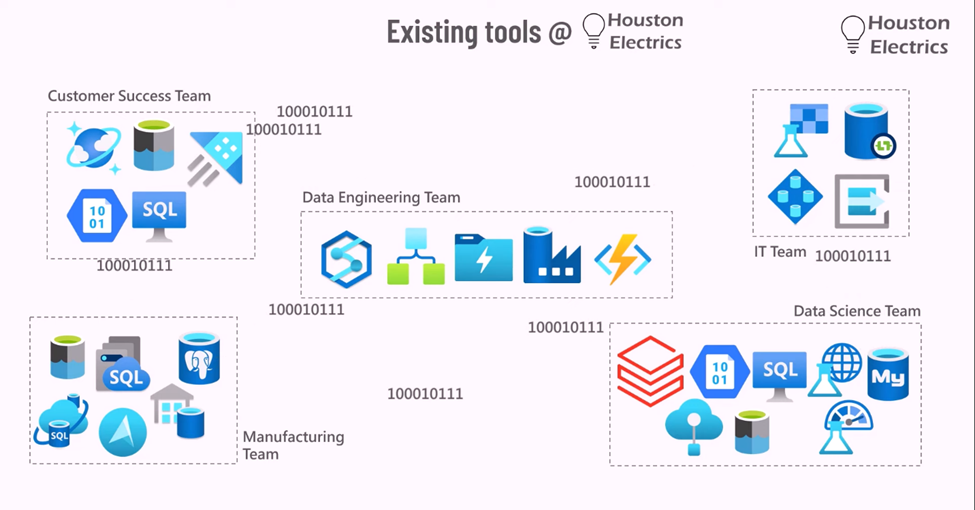 Existing tools @ Houston
Electrics
Houston
Electrics
Customer Success Team
100010111
100010111
10
01
SQL
100010111
Data Engineering Team
100010111
IT Team
100010111
100010111
SQL
SQL
Manufacturing
Team
100010111
100010111
Data Science Team
10
01
SQL
My